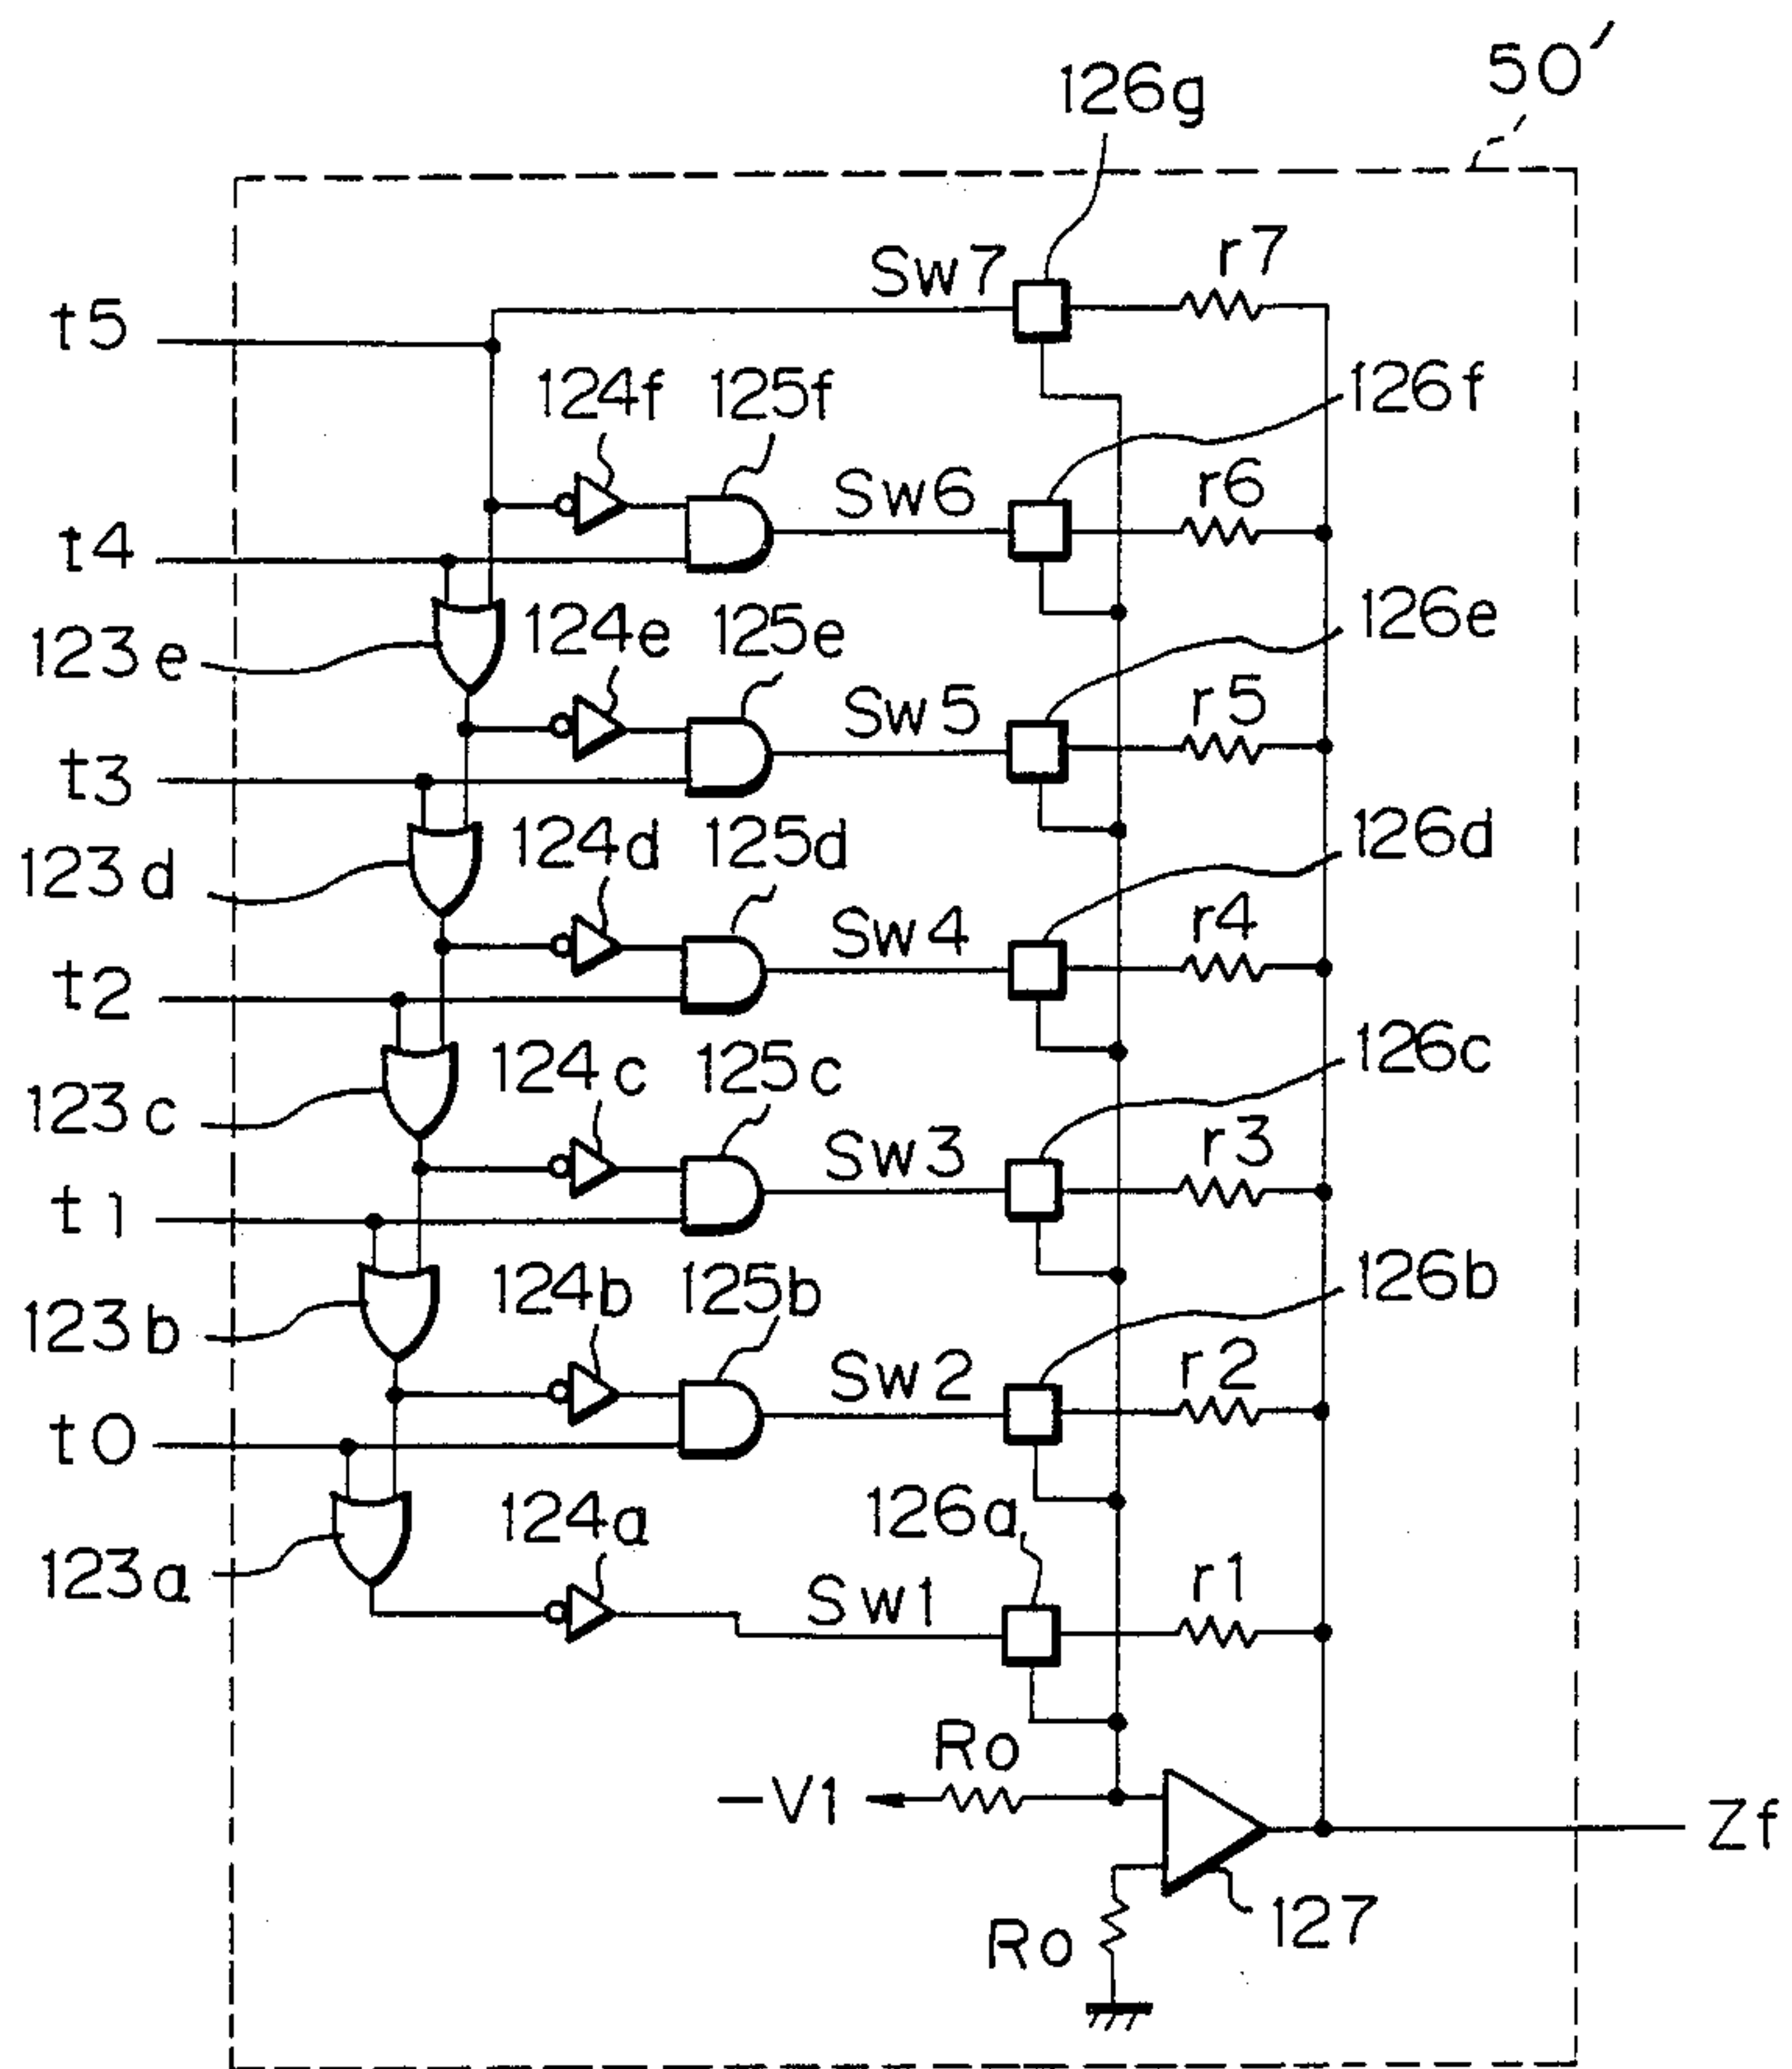 50′
126g
Sw7
r7
t5
124f
125f
126f
Sw6
r6
t4
124e
125e
126e
123e
Sw5
r5
t3
124d
125d
126d
123d
Sw4
r4
t2
124c
125c
126c
123c
Sw3
r3
t1
124b
125b
126b
123b
Sw2
r2
t0
124a
126a
123a
Sw1
r1
Ro
-V1
Zf
127
Ro